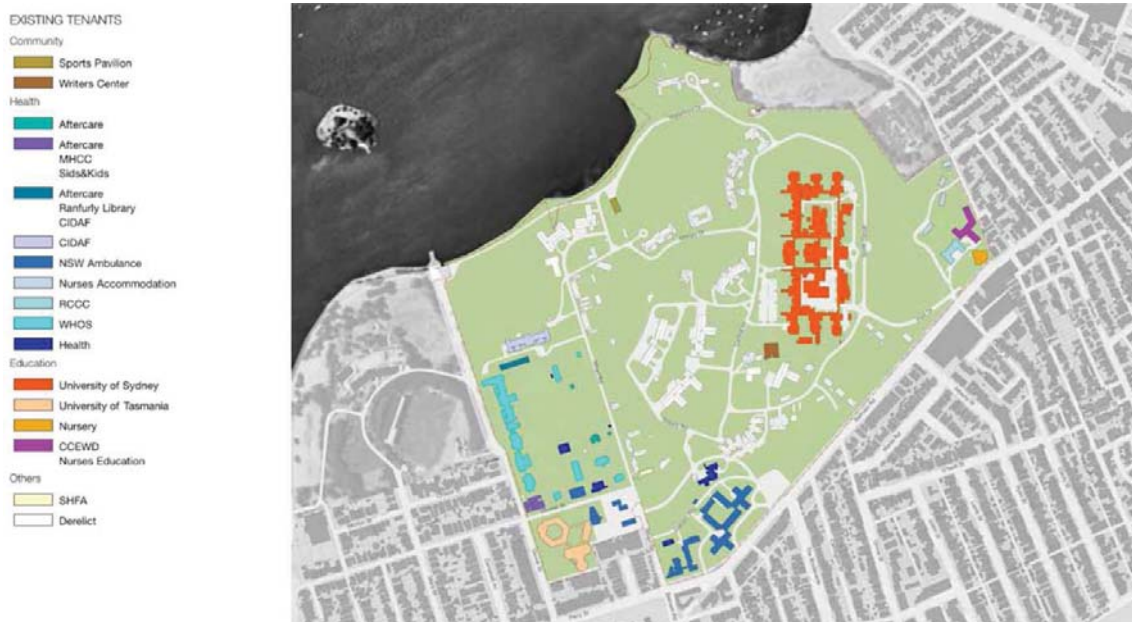 EXISTING TENANTS
Community
Sports Pavilion
Writers Center
Health
Aftercare
Aftercare
MHCC
Sids&Kids
Aftercare
Ranfurly Library
CIDAF
CIDAF
NSW Ambulance
Nurses Accommodation
RCCC
WHOS
Health
Education
University of Sydney
University of Tasmania
Nursery
CCEWD
Nurses Education
Others
SHFA
Derelict